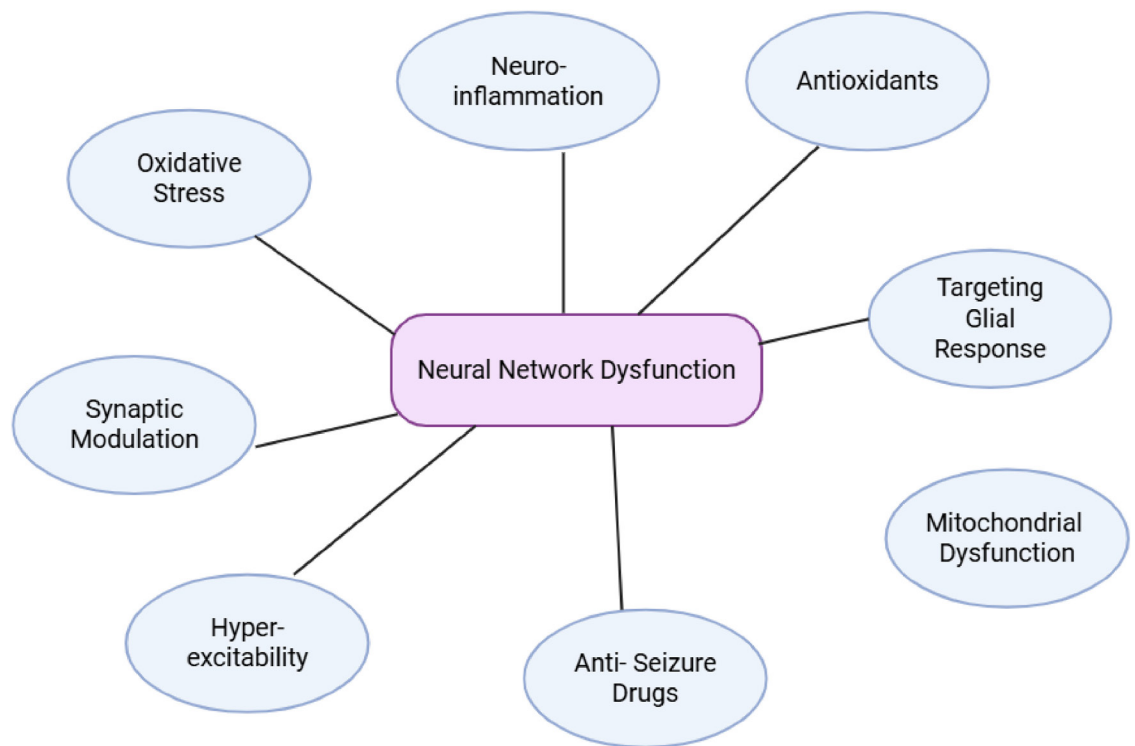 Neuro-
inflammation
Antioxidants
Oxidative
Stress
Targeting
Glial
Response
Neural Network Dysfunction
Synaptic
Modulation
Mitochondrial
Dysfunction
Hyper-
excitability
Anti- Seizure
Drugs